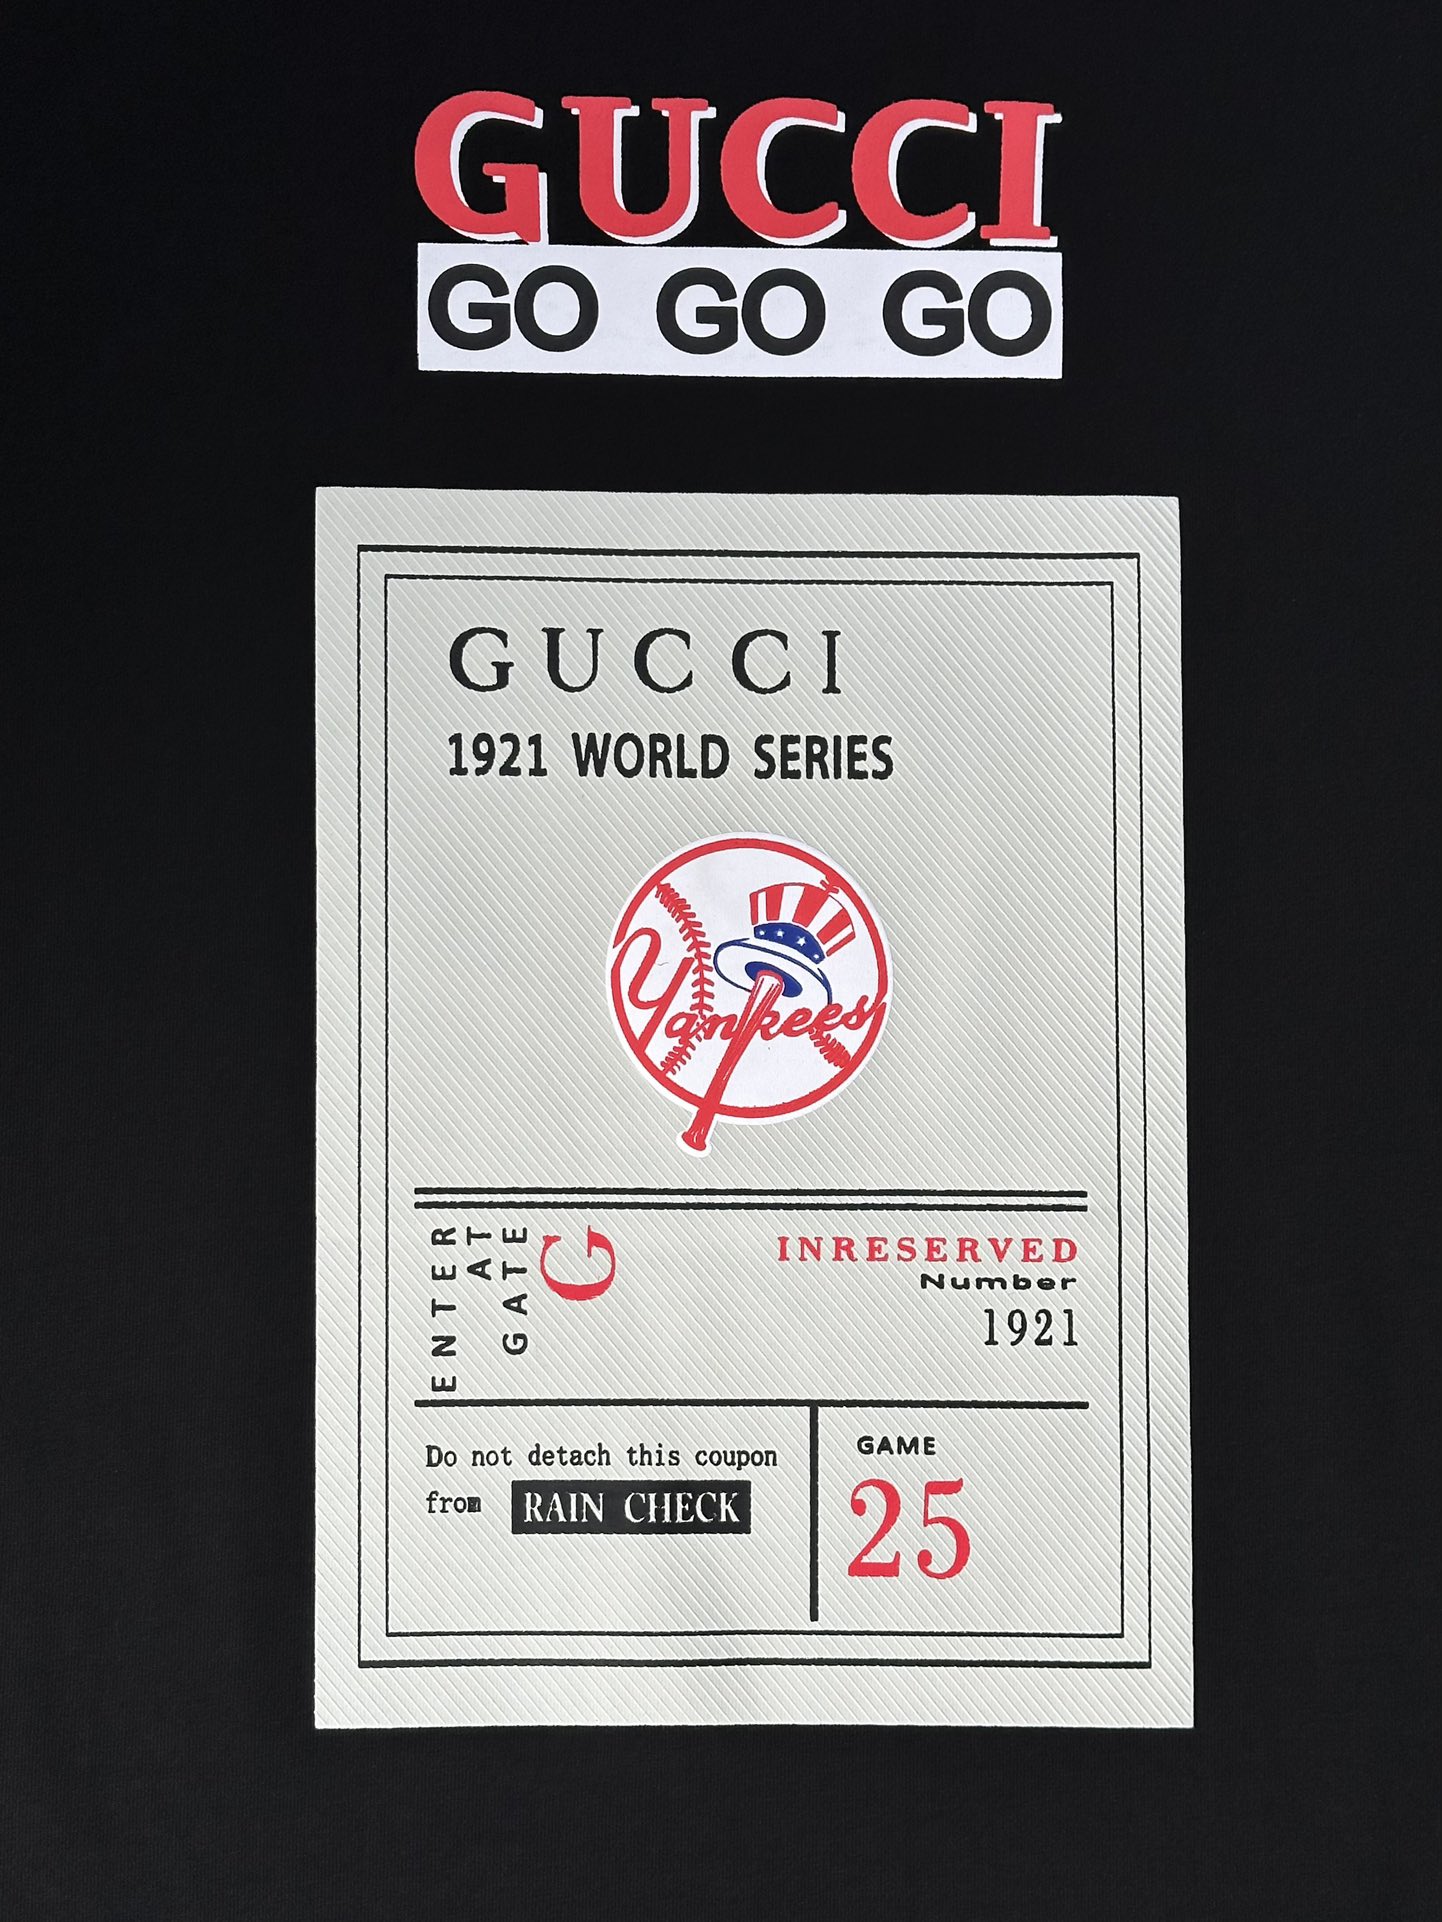 GUCCI
GO GO GO
GUCCI
1921 WORLD SERIES
Yankees
ENTER
AT
GATE
G
INRESERVED
Number
1921
Do not detach this coupon
from RAIN CHECK
GAME
25